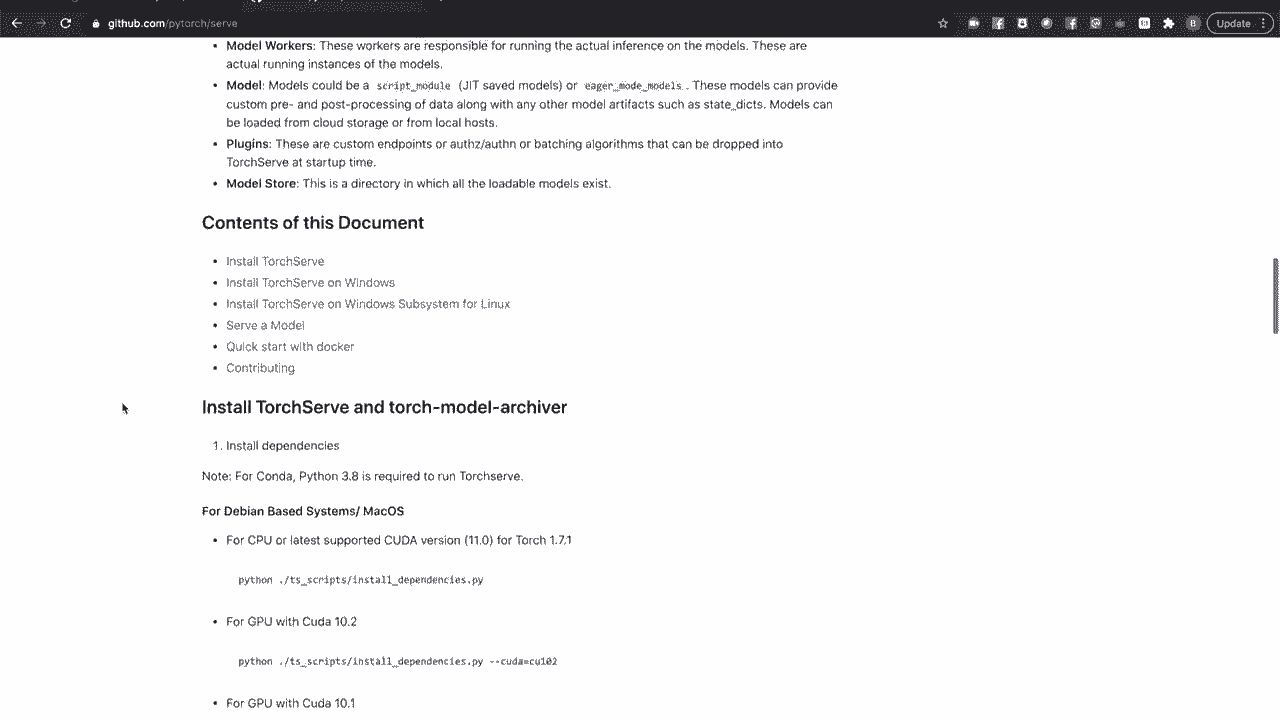 github.com/pytorch/serve
Update
B
• Model Workers: These workers are responsible for running the actual inference on the models. These are
actual running instances of the models.
• Model: Models could be a script_module (JIT saved models) or eager_mode_models. These models can provide
custom pre- and post-processing of data along with any other model artifacts such as state_dicts. Models can
be loaded from cloud storage or from local hosts.
• Plugins: These are custom endpoints or authz/authn or batching algorithms that can be dropped into
TorchServe at startup time.
• Model Store: This is a directory in which all the loadable models exist.
Contents of this Document
• Install TorchServe
• Install TorchServe on Windows
• Install TorchServe on Windows Subsystem for Linux
• Serve a Model
• Quick start with docker
• Contributing
Install TorchServe and torch-model-archiver
1. Install dependencies
Note: For Conda, Python 3.8 is required to run Torchserve.
For Debian Based Systems/ MacOS
• For CPU or latest supported CUDA version (11.0) for Torch 1.7.1
python ./ts_scripts/install_dependencies.py
• For GPU with Cuda 10.2
python ./ts_scripts/install_dependencies.py --cuda=cu102
• For GPU with Cuda 10.1